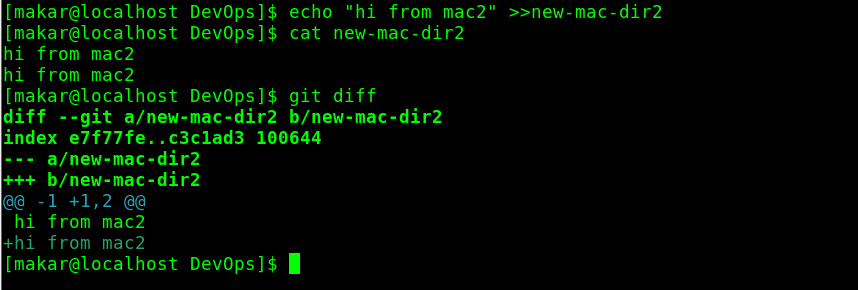 [makar@localhost DevOps]$ echo "hi from mac2" >>new-mac-dir2
[makar@localhost DevOps]$ cat new-mac-dir2
hi from mac2
hi from mac2
[makar@localhost DevOps]$ git diff
diff --git a/new-mac-dir2 b/new-mac-dir2
index e7f77fe..c3c1ad3 100644
--- a/new-mac-dir2
+++ b/new-mac-dir2
@@ -1 +1,2 @@
 hi from mac2
+hi from mac2
[makar@localhost DevOps]$